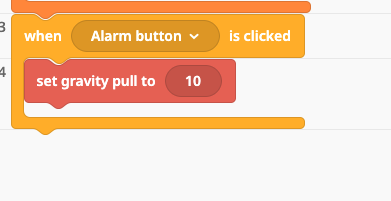 3
when Alarm button is clicked
4
set gravity pull to 10